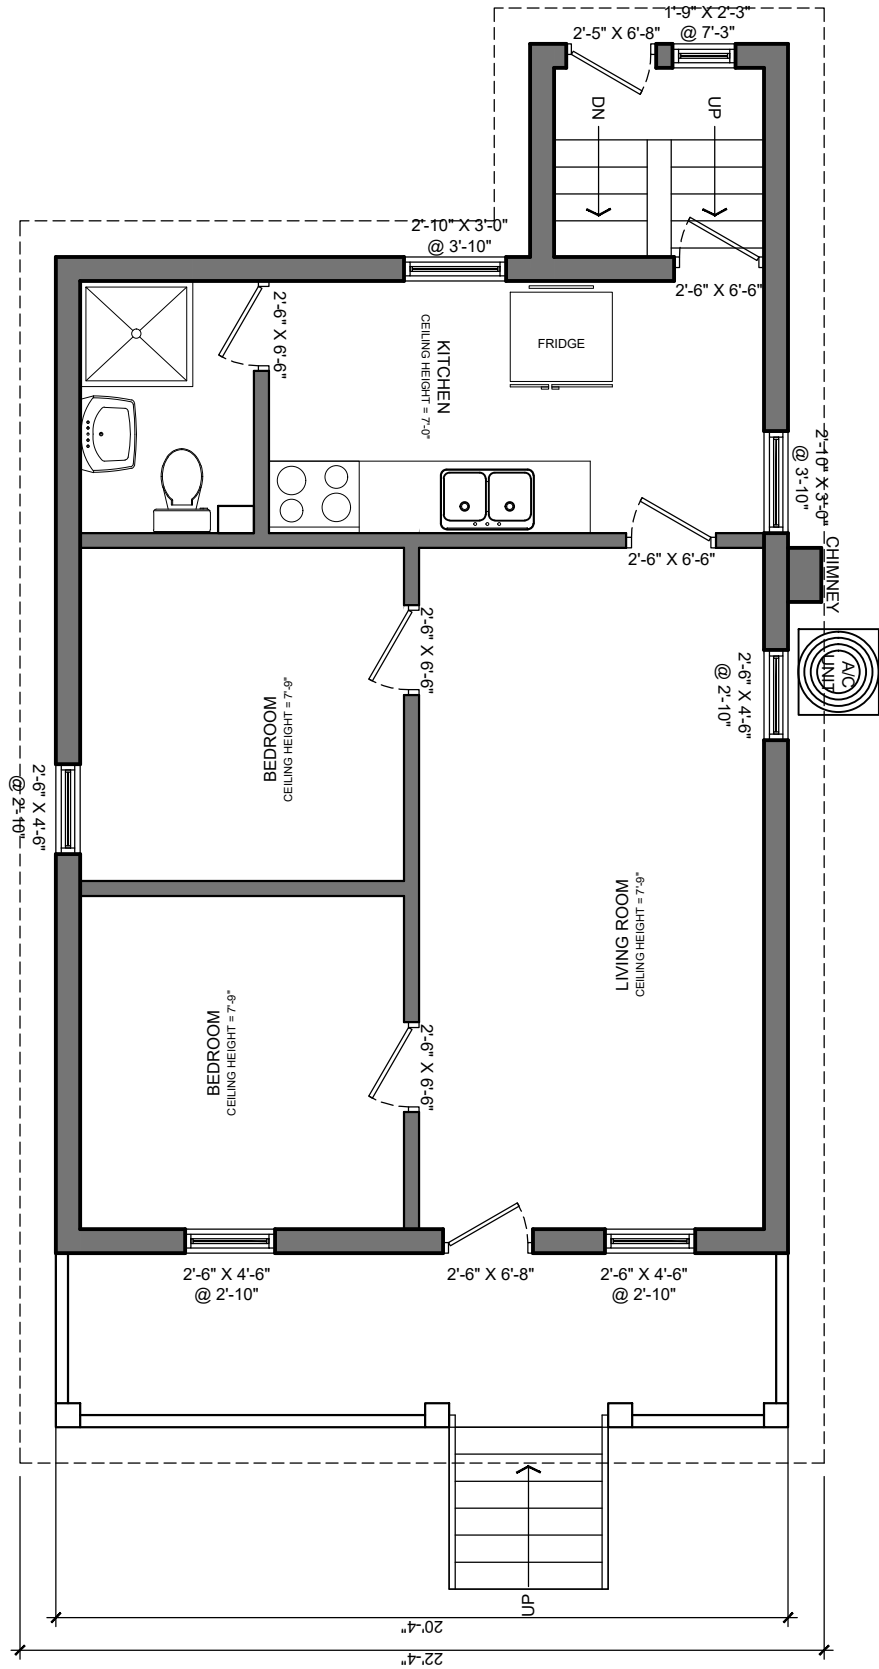 1'-9" X 2'-3"
@ 7'-3"
2'-5" X 6'-8"
DN
UP
2'-10" X 3'-0"
@ 3'-10"
2'-6" X 6'-6"
2'-6" X 6'-6"
KITCHEN
CEILING HEIGHT = 7'-0"
FRIDGE
2'-10" X 3'-0"
@ 3'-10"
2'-6" X 6'-6"
CHIMNEY
A/C
UNIT
2'-6" X 6'-6"
2'-6" X 4'-6"
@ 2'-10"
BEDROOM
CEILING HEIGHT = 7'-9"
2'-6" X 4'-6"
@ 2'-10"
LIVING ROOM
CEILING HEIGHT = 7'-9"
BEDROOM
CEILING HEIGHT = 7'-9"
2'-6" X 6'-6"
2'-6" X 4'-6"
@ 2'-10"
2'-6" X 6'-8"
2'-6" X 4'-6"
@ 2'-10"
UP
20'-4"
22'-4"